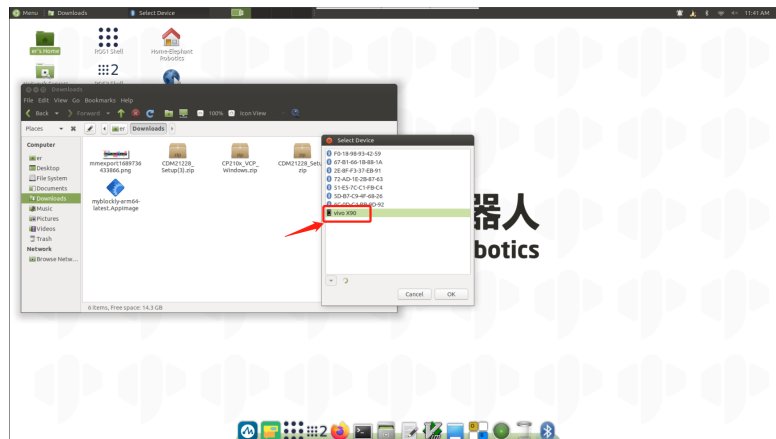 Menu Downloads Select Device 11:41 AM
er's Home
ROS1 Shell
Home-Elephant
Robotics
2
Downloads
File Edit View Go Bookmarks Help
Back Forward 100% Icon View
Places er Downloads
Computer
er
Desktop
File System
Documents
Downloads
Music
Pictures
Videos
Trash
Network
Browse Netw...
mmexport1689736
433866.png
CDM21228_
Setup(3).zip
CP210x_VCP_
Windows.zip
CDM21228_Setu
zip
myblockly-arm64-
latest.AppImage
6 items, Free space: 14.3 GB
Select Device
F0-18-98-93-42-59
67-B1-66-1B-88-1A
2E-8F-F3-37-EB-91
72-AD-1E-2B-87-63
51-E5-7C-C1-FB-C4
5D-B7-C9-4F-68-26
vivo X90
Cancel OK
器人
botics
2